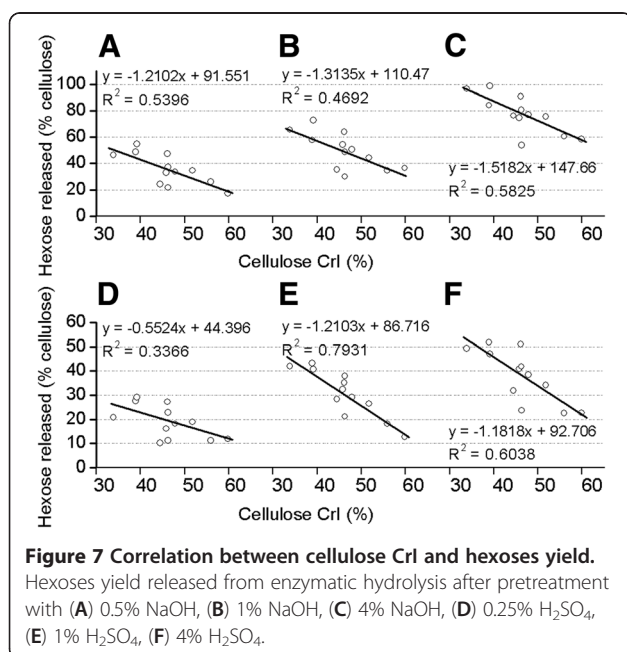 A
B
C
y = -1.2102x + 91.551
R² = 0.5396
y = -1.3135x + 110.47
R² = 0.4692
y = -1.5182x + 147.66
R² = 0.5825
Hexose released (% cellulose)
100
80
60
40
20
0
30 40 50 60 30 40 50 60 30 40 50 60
Cellulose CrI (%)
D
E
F
y = -0.5524x + 44.396
R² = 0.3366
y = -1.2103x + 86.716
R² = 0.7931
y = -1.1818x + 92.706
R² = 0.6038
Hexose released (% cellulose)
60
50
40
30
20
10
0
30 40 50 60 30 40 50 60 30 40 50 60
Cellulose CrI (%)
Figure 7 Correlation between cellulose CrI and hexoses yield.
Hexoses yield released from enzymatic hydrolysis after pretreatment
with (A) 0.5% NaOH, (B) 1% NaOH, (C) 4% NaOH, (D) 0.25% H₂SO₄,
(E) 1% H₂SO₄, (F) 4% H₂SO₄.